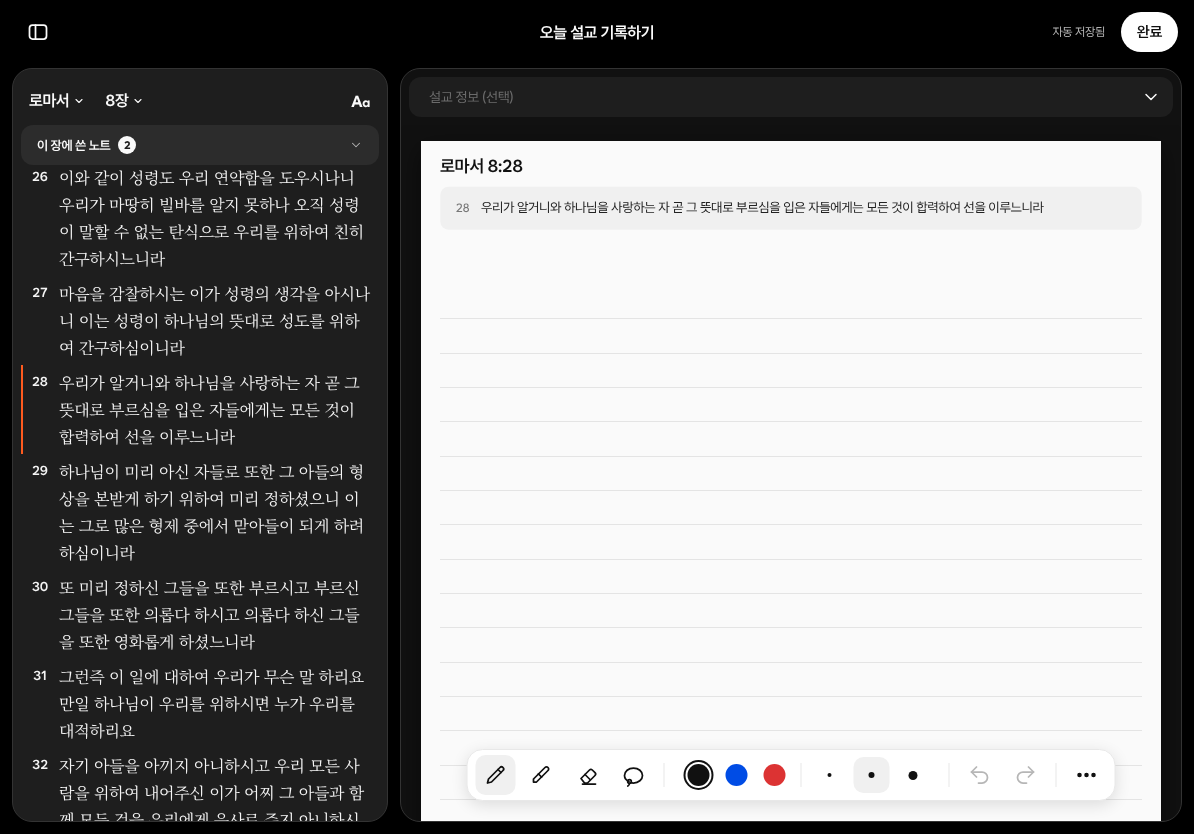 오늘 설교 기록하기
자동 저장됨
완료
로마서
8장
Aa
이 장에 쓴 노트 2
26 이와 같이 성령도 우리 연약함을 도우시나니
우리가 마땅히 빌바를 알지 못하나 오직 성령
이 말할 수 없는 탄식으로 우리를 위하여 친히
간구하시느니라
27 마음을 감찰하시는 이가 성령의 생각을 아시나
니 이는 성령이 하나님의 뜻대로 성도를 위하
여 간구하심이니라
28 우리가 알거니와 하나님을 사랑하는 자 곧 그
뜻대로 부르심을 입은 자들에게는 모든 것이
합력하여 선을 이루느니라
29 하나님이 미리 아신 자들로 또한 그 아들의 형
상을 본받게 하기 위하여 미리 정하셨으니 이
는 그로 많은 형제 중에서 맏아들이 되게 하려
하심이니라
30 또 미리 정하신 그들을 또한 부르시고 부르신
그들을 또한 의롭다 하시고 의롭다 하신 그들
을 또한 영화롭게 하셨느니라
31 그런즉 이 일에 대하여 우리가 무슨 말 하리요
만일 하나님이 우리를 위하시면 누가 우리를
대적하리요
32 자기 아들을 아끼지 아니하시고 우리 모든 사
람을 위하여 내어주신 이가 어찌 그 아들과 함
께 모든 것을 우리에게 은사로 주지 아니하시
설교 정보 (선택)
로마서 8:28
28 우리가 알거니와 하나님을 사랑하는 자 곧 그 뜻대로 부르심을 입은 자들에게는 모든 것이 합력하여 선을 이루느니라